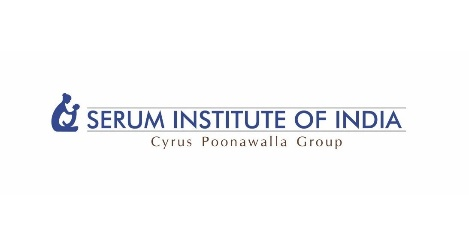 SERUM INSTITUTE OF INDIA
Cyrus Poonawalla Group